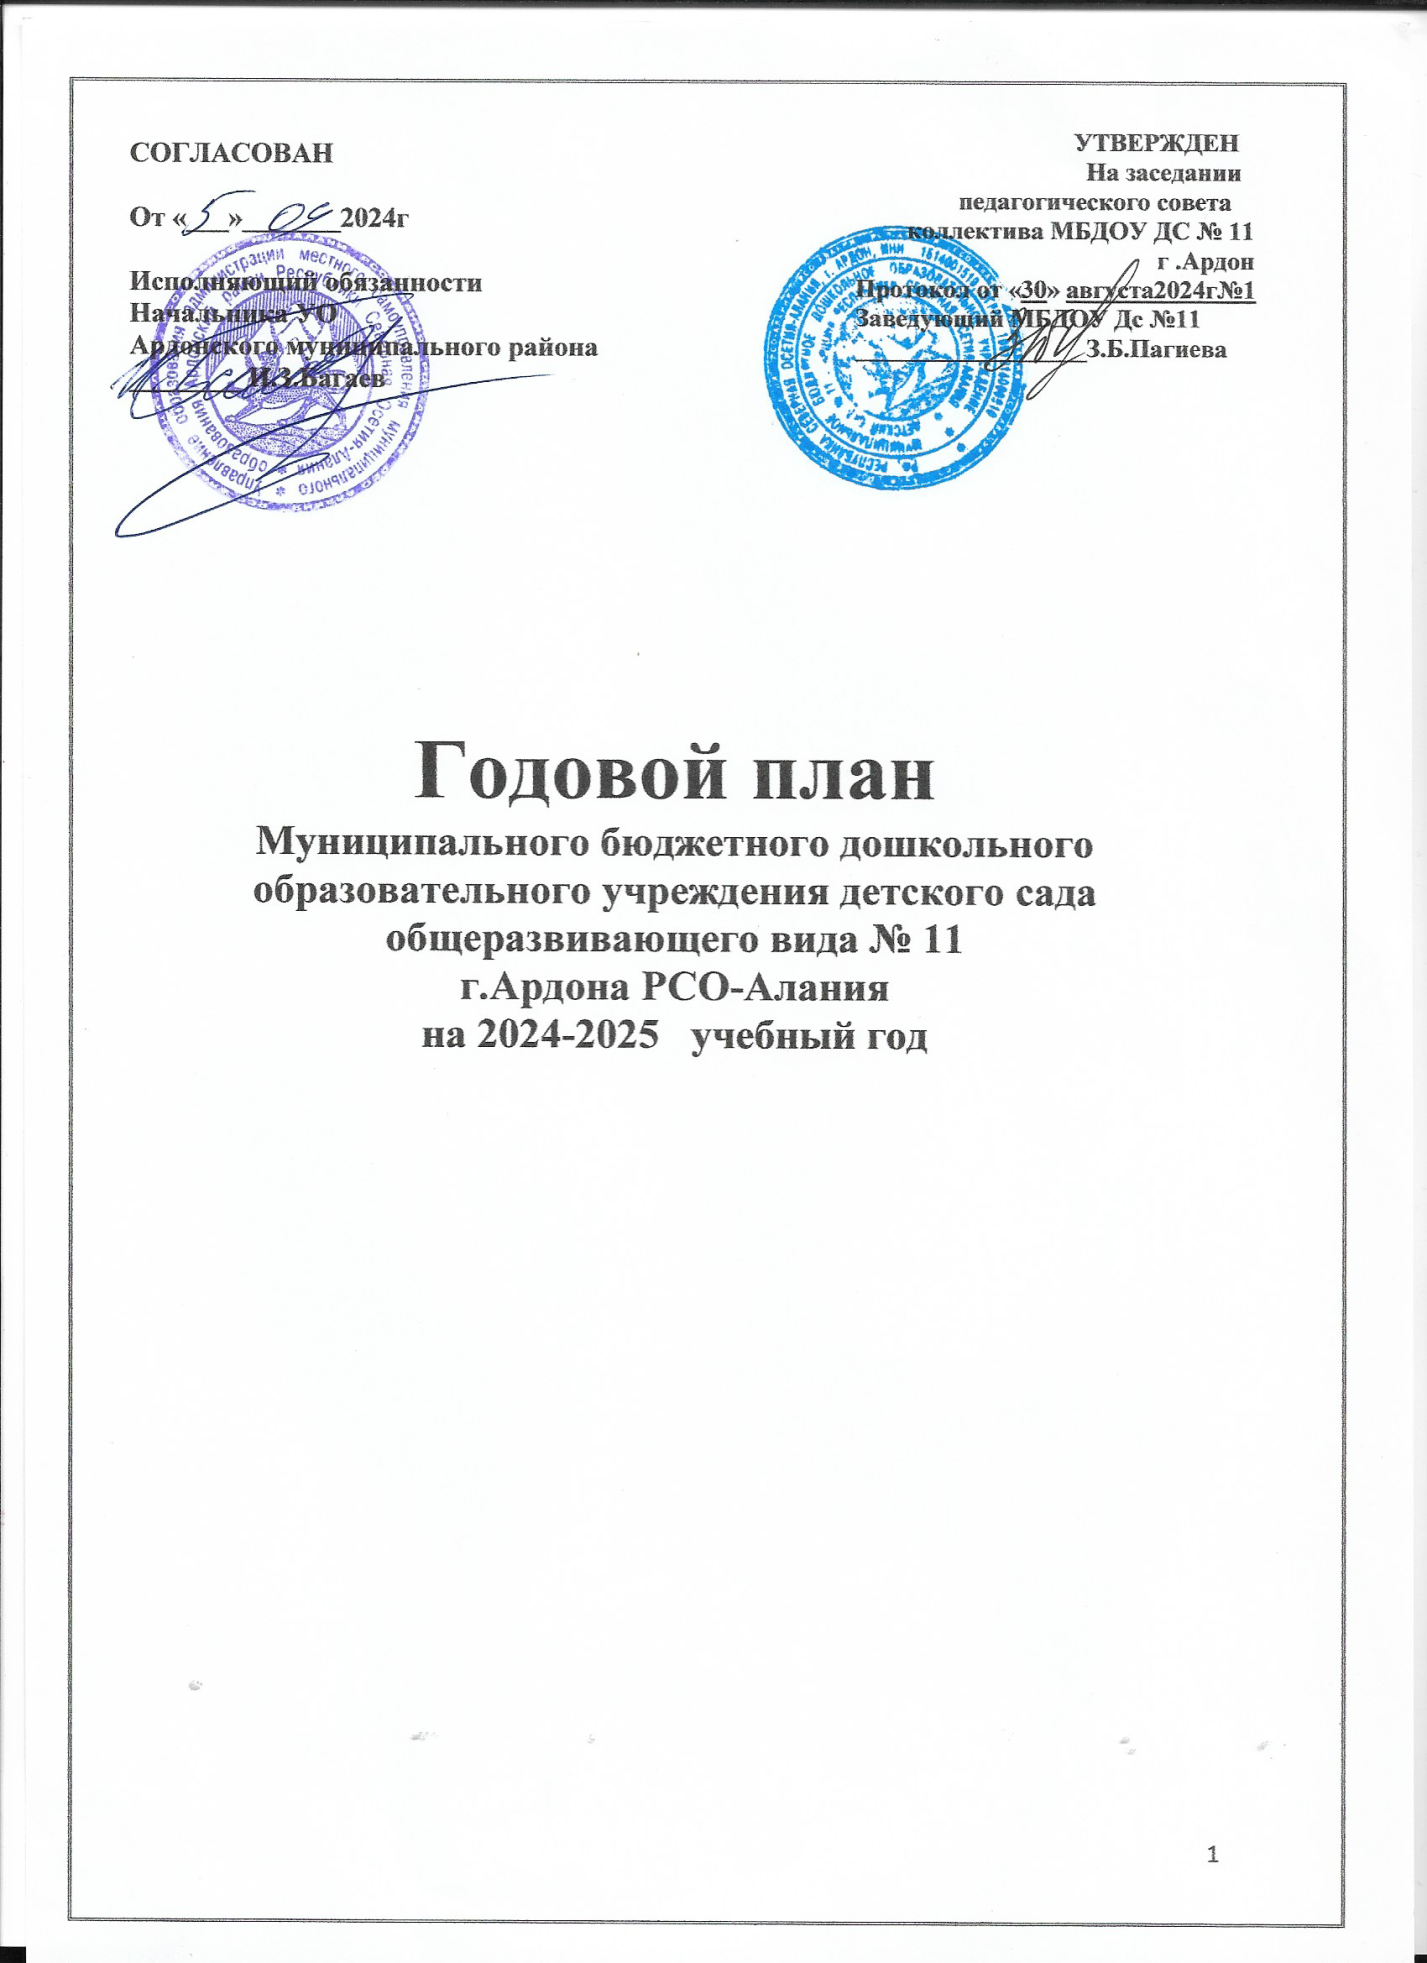 СОГЛАСОВАН
От «5» 09 2024г
Исполняющий обязанности
Начальника УО
Ардонского муниципального района
И.З.Багаев
УТВЕРЖДЕН
На заседании
педагогического совета
коллектива МБДОУ ДС № 11
г .Ардон
Протокол от «30» августа2024г№1
Заведующий МБДОУ Дс №11
З.Б.Пагиева
Годовой план
Муниципального бюджетного дошкольного
образовательного учреждения детского сада
общеразвивающего вида № 11
г.Ардона РСО-Алания
на 2024-2025 учебный год
1